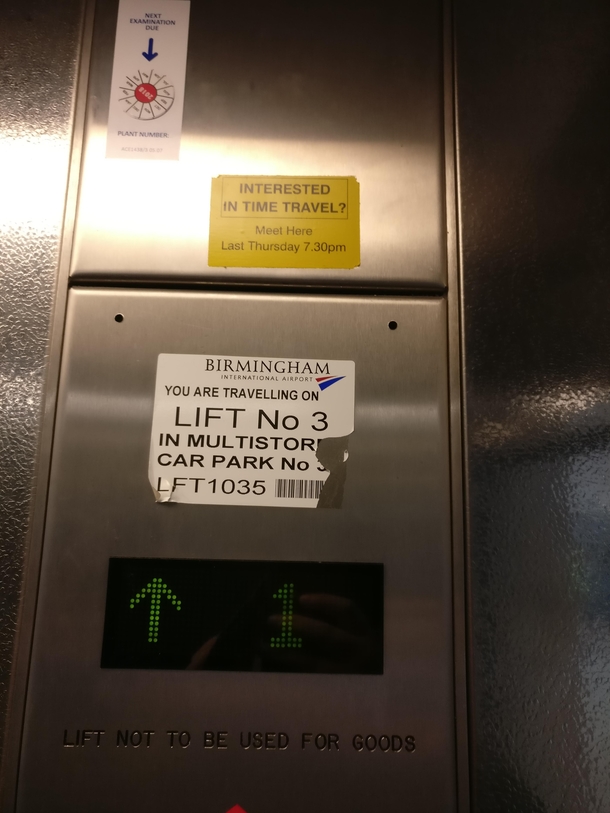 NEXT
EXAMINATION
DUE
2018
PLANT NUMBER:
INTERESTED
IN TIME TRAVEL?
Meet Here
Last Thursday 7.30pm
BIRMINGHAM
INTERNATIONAL AIRPORT
YOU ARE TRAVELLING ON
LIFT No 3
IN MULTISTOR
CAR PARK No
LFT1035
↑ 1
LIFT NOT TO BE USED FOR GOODS